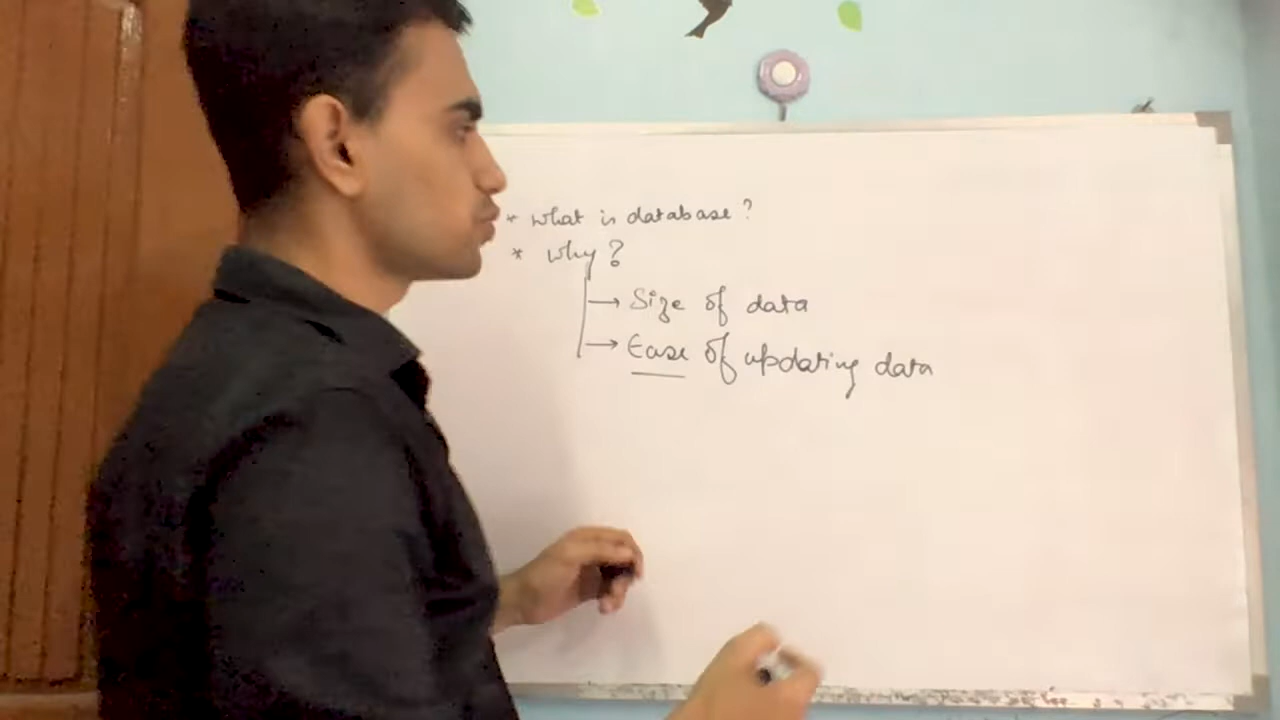 * what is database?
* why?
→ Size of data
→ Ease of updating data